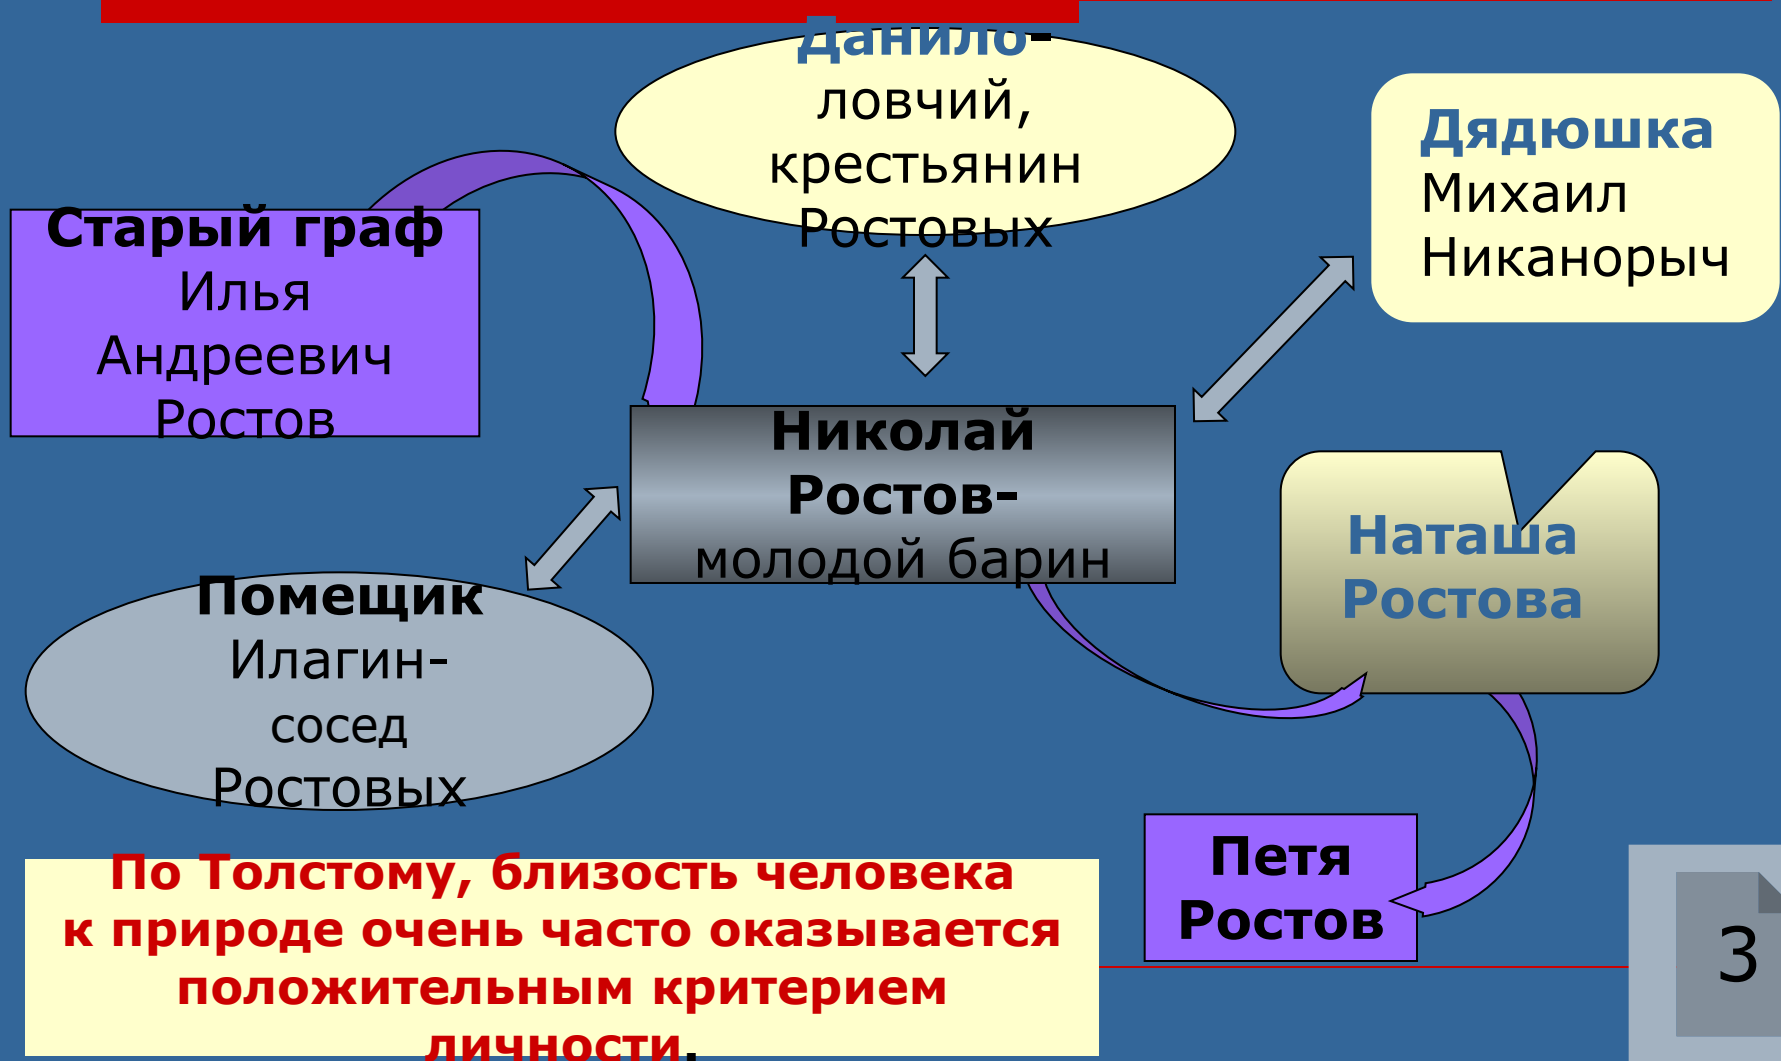 Данило-
ловчий,
крестьянин
Ростовых
Дядюшка
Михаил
Никанорыч
Старый граф
Илья
Андреевич
Ростов
Николай
Ростов-
молодой барин
Наташа
Ростова
Помещик
Илагин-
сосед
Ростовых
Петя
Ростов
По Толстому, близость человека
к природе очень часто оказывается
положительным критерием
личности.
3